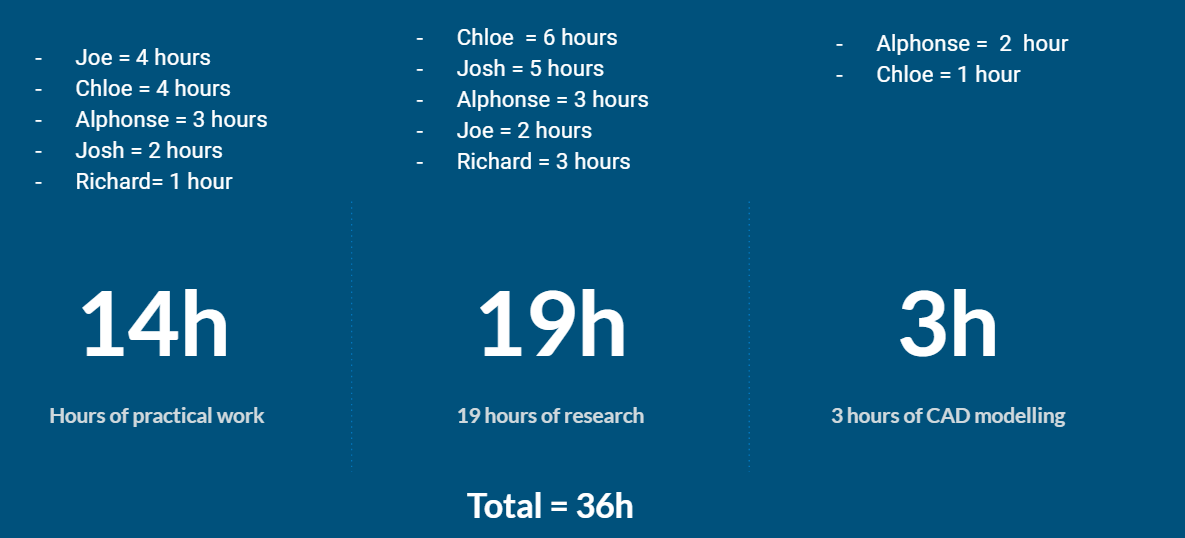 - Joe = 4 hours
- Chloe = 4 hours
- Alphonse = 3 hours
- Josh = 2 hours
- Richard= 1 hour
14h
Hours of practical work
- Chloe  = 6 hours
- Josh = 5 hours
- Alphonse = 3 hours
- Joe = 2 hours
- Richard = 3 hours
19h
19 hours of research
- Alphonse =  2  hour
- Chloe = 1 hour
3h
3 hours of CAD modelling
Total = 36h